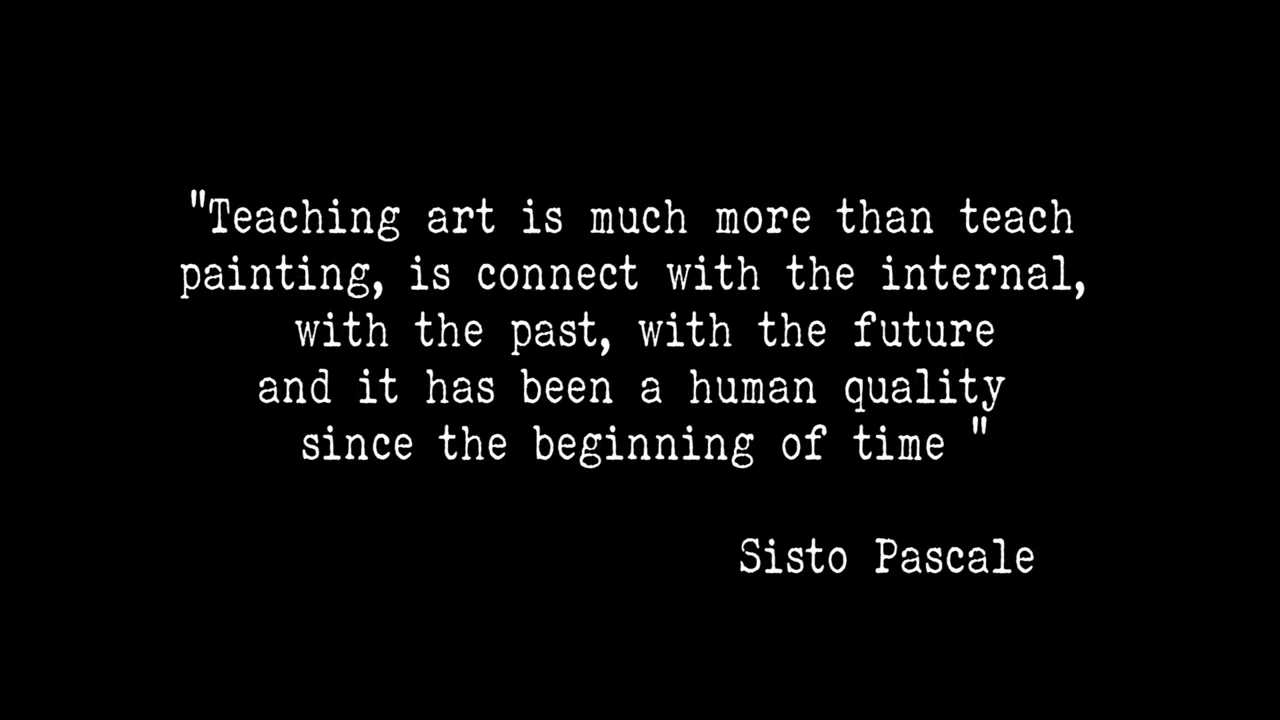 "Teaching art is much more than teach
painting, is connect with the internal,
with the past, with the future
and it has been a human quality
since the beginning of time "
Sisto Pascale